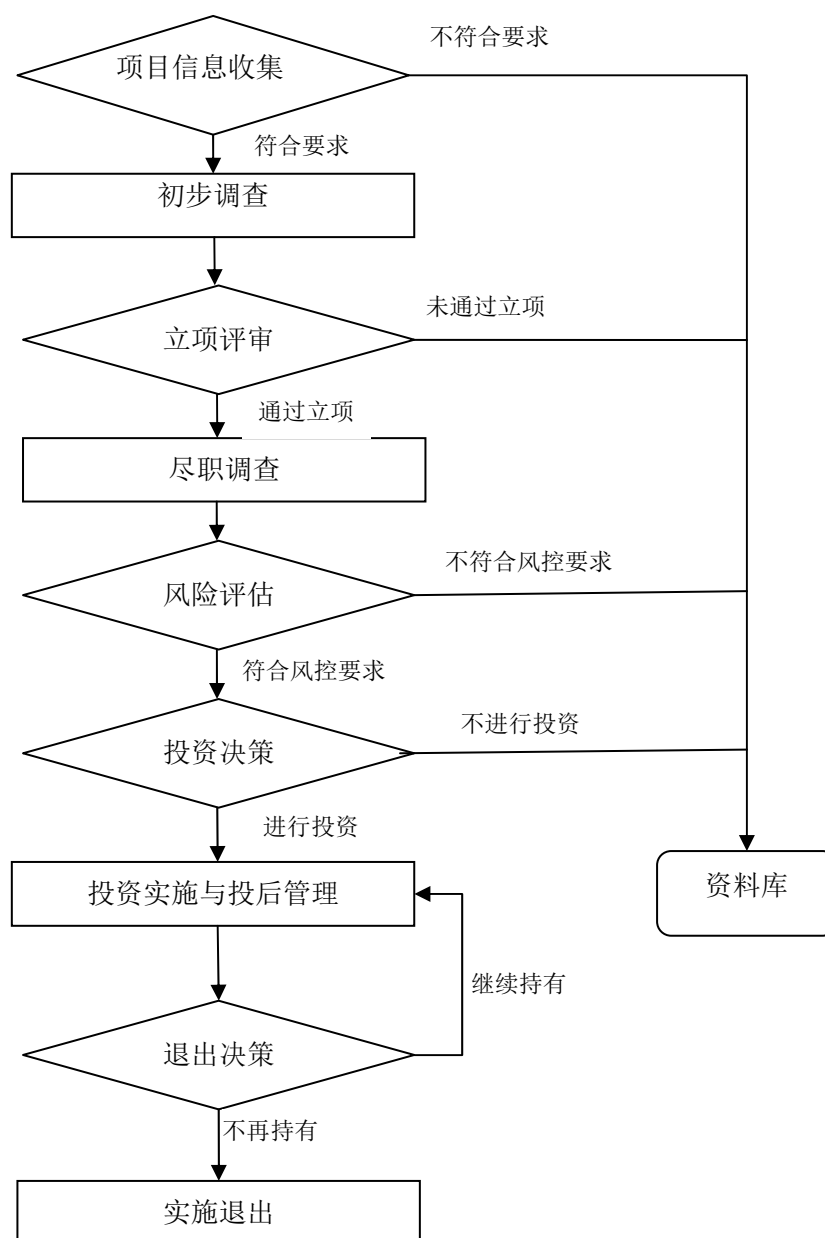 不符合要求
项目信息收集
符合要求
初步调查
未通过立项
立项评审
通过立项
尽职调查
不符合风控要求
风险评估
符合风控要求
不进行投资
投资决策
进行投资
投资实施与投后管理
资料库
继续持有
退出决策
不再持有
实施退出